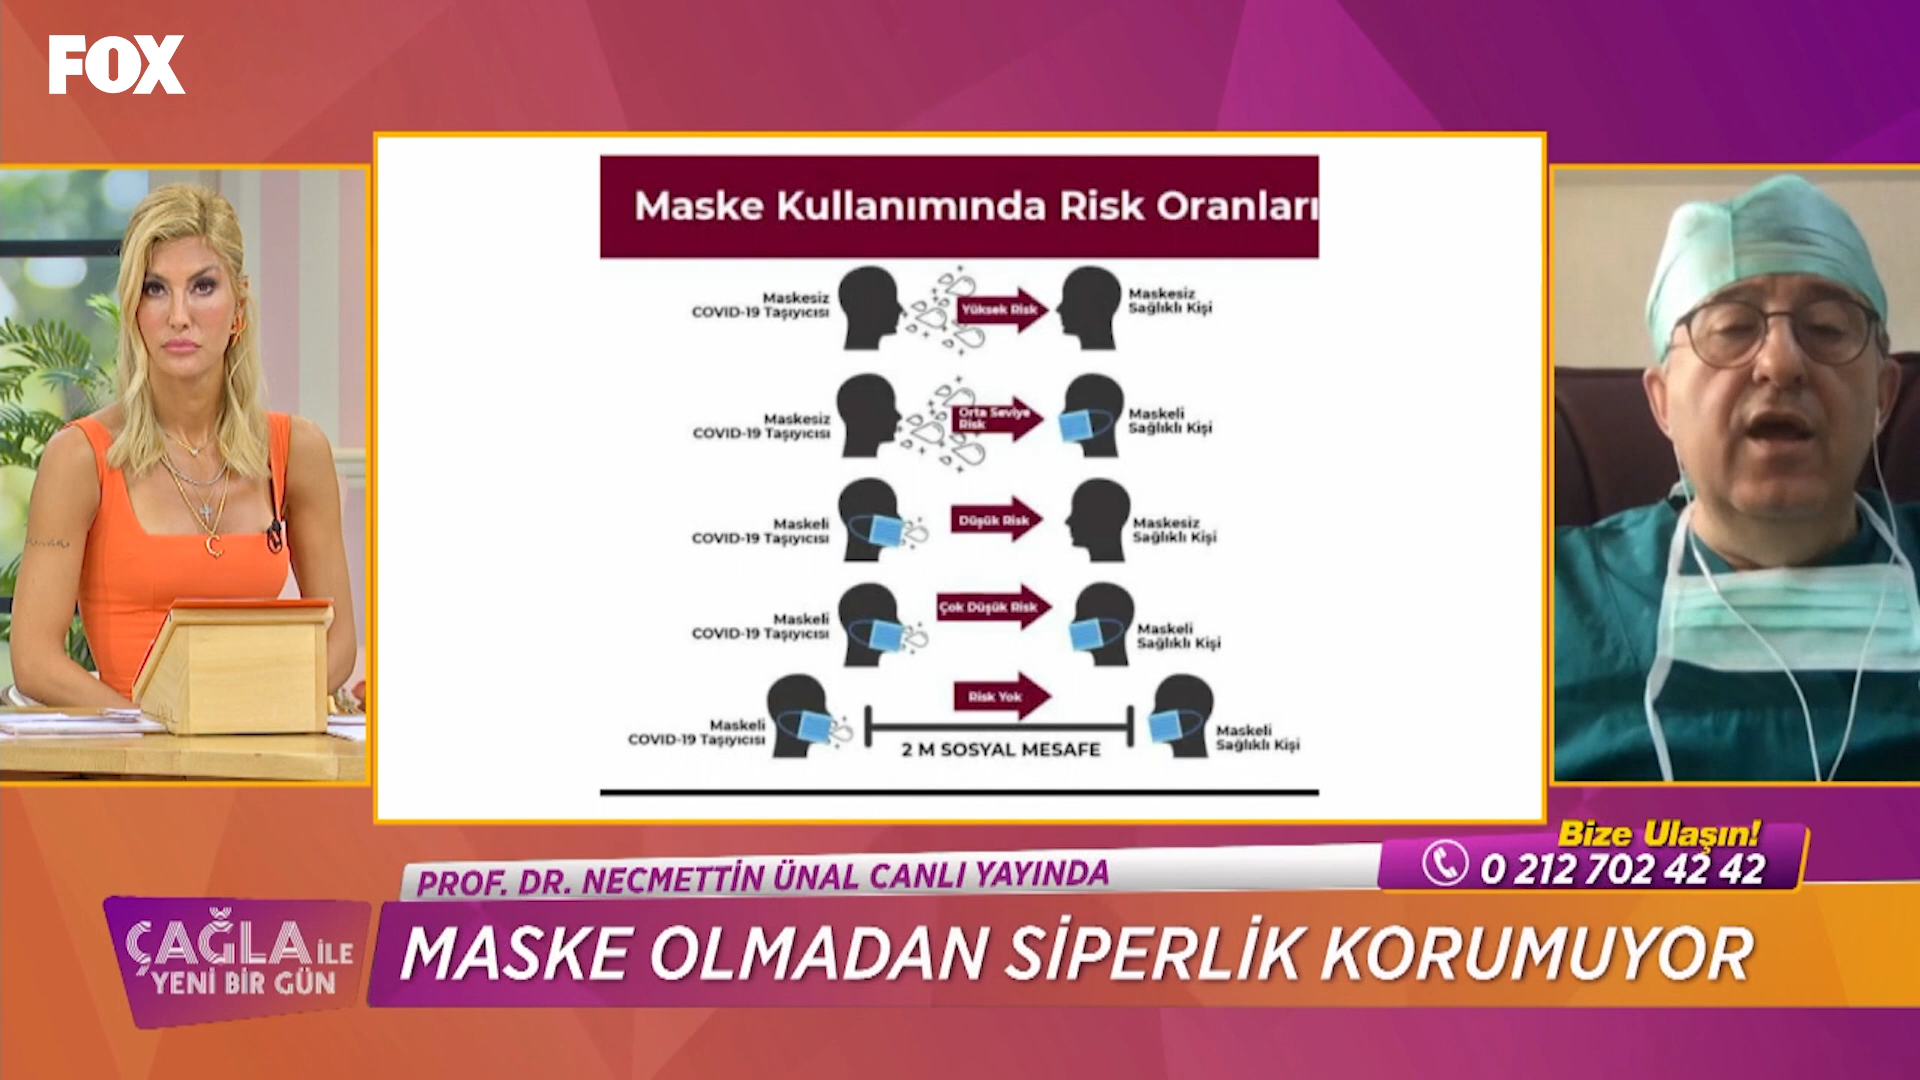 FOX
Maske Kullanımında Risk Oranları
Maskesiz
COVID-19 Taşıyıcısı
Yüksek Risk
Maskesiz
Sağlıklı Kişi
Maskesiz
COVID-19 Taşıyıcısı
Orta Seviye
Risk
Maskeli
Sağlıklı Kişi
Maskeli
COVID-19 Taşıyıcısı
Düşük Risk
Maskesiz
Sağlıklı Kişi
Maskeli
COVID-19 Taşıyıcısı
Çok Düşük Risk
Maskeli
Sağlıklı Kişi
Maskeli
COVID-19 Taşıyıcısı
Risk Yok
2 M SOSYAL MESAFE
Maskeli
Sağlıklı Kişi
Bize Ulaşın!
0 212 702 42 42
PROF. DR. NECMETTİN ÜNAL CANLI YAYINDA
ÇAĞLA İLE
YENİ BİR GÜN
MASKE OLMADAN SİPERLİK KORUMUYOR